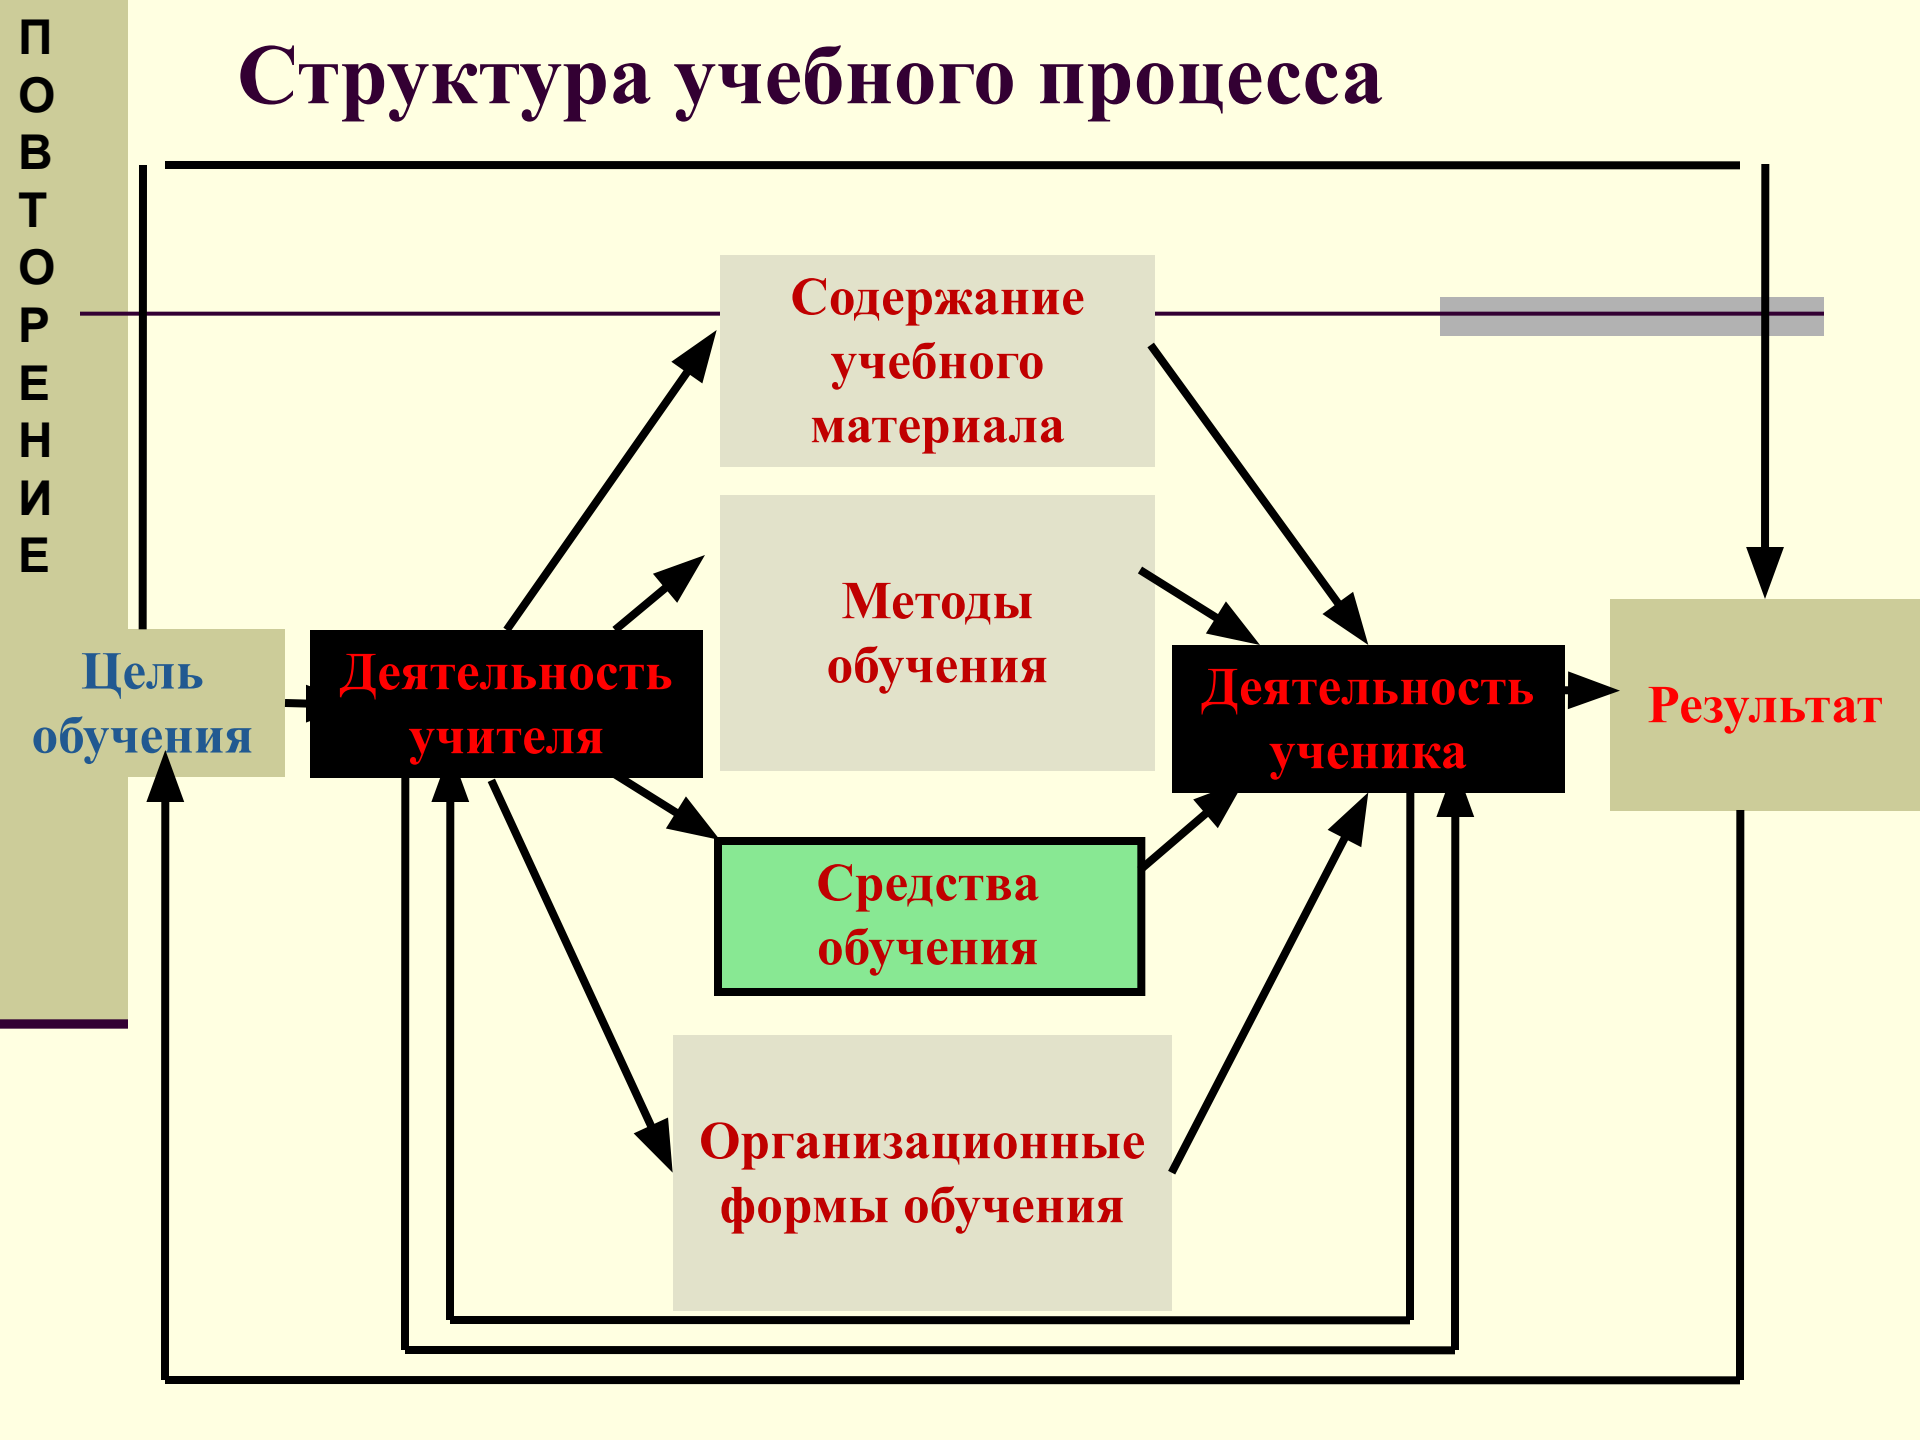 П
О
В
Т
О
Р
Е
Н
И
Е
Структура учебного процесса
Содержание
учебного
материала
Методы
обучения
Цель
обучения
Деятельность
учителя
Деятельность
ученика
Результат
Средства
обучения
Организационные
формы обучения